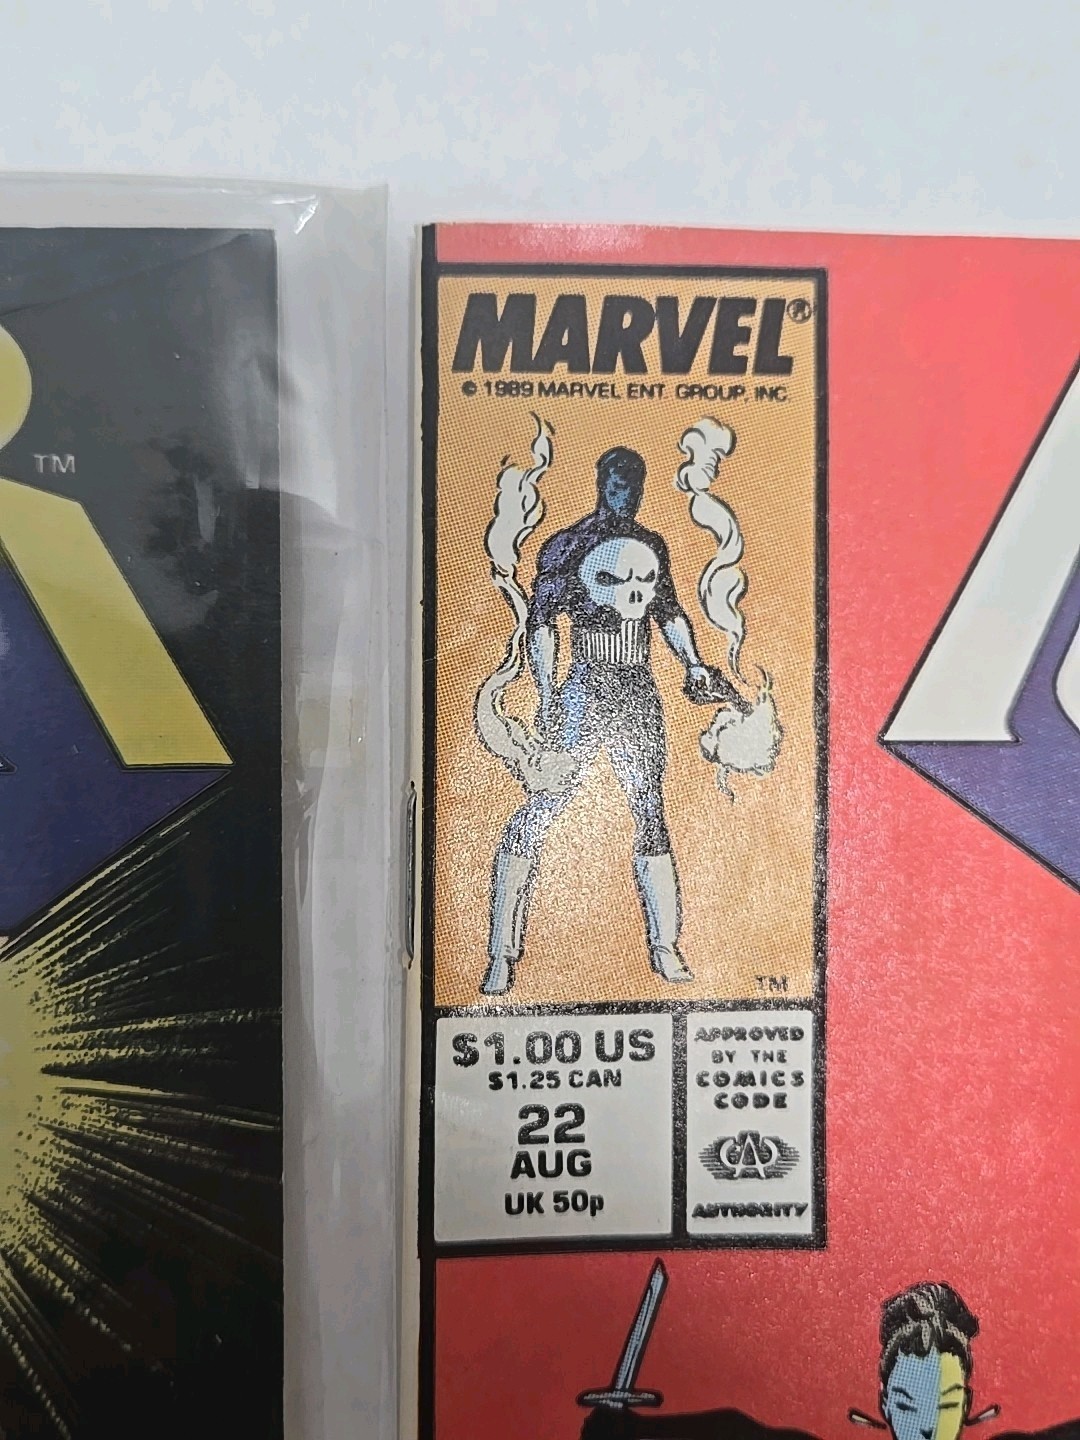 TM
MARVEL®
© 1989 MARVEL ENT GROUP, INC.
TM
$1.00 US
$1.25 CAN
22
AUG
UK 50p
APPROVED
BY THE
COMICS
CODE
CA
AUTHORITY